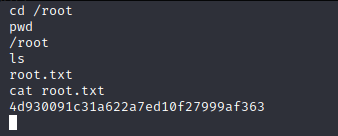 cd /root
pwd
/root
ls
root.txt
cat root.txt
4d930091c31a622a7ed10f27999af363